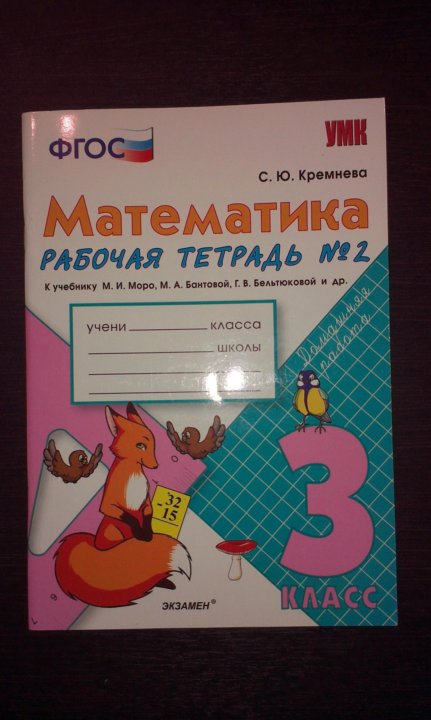 ФГОС
УМК
С. Ю. Кремнева
Математика
РАБОЧАЯ ТЕТРАДЬ №2
К учебнику М. И. Моро, М. А. Бантовой, Г. В. Бельтюковой и др.
учени класса
школы
Домашняя
работа
32
- 15
3
КЛАСС
ЭКЗАМЕН®